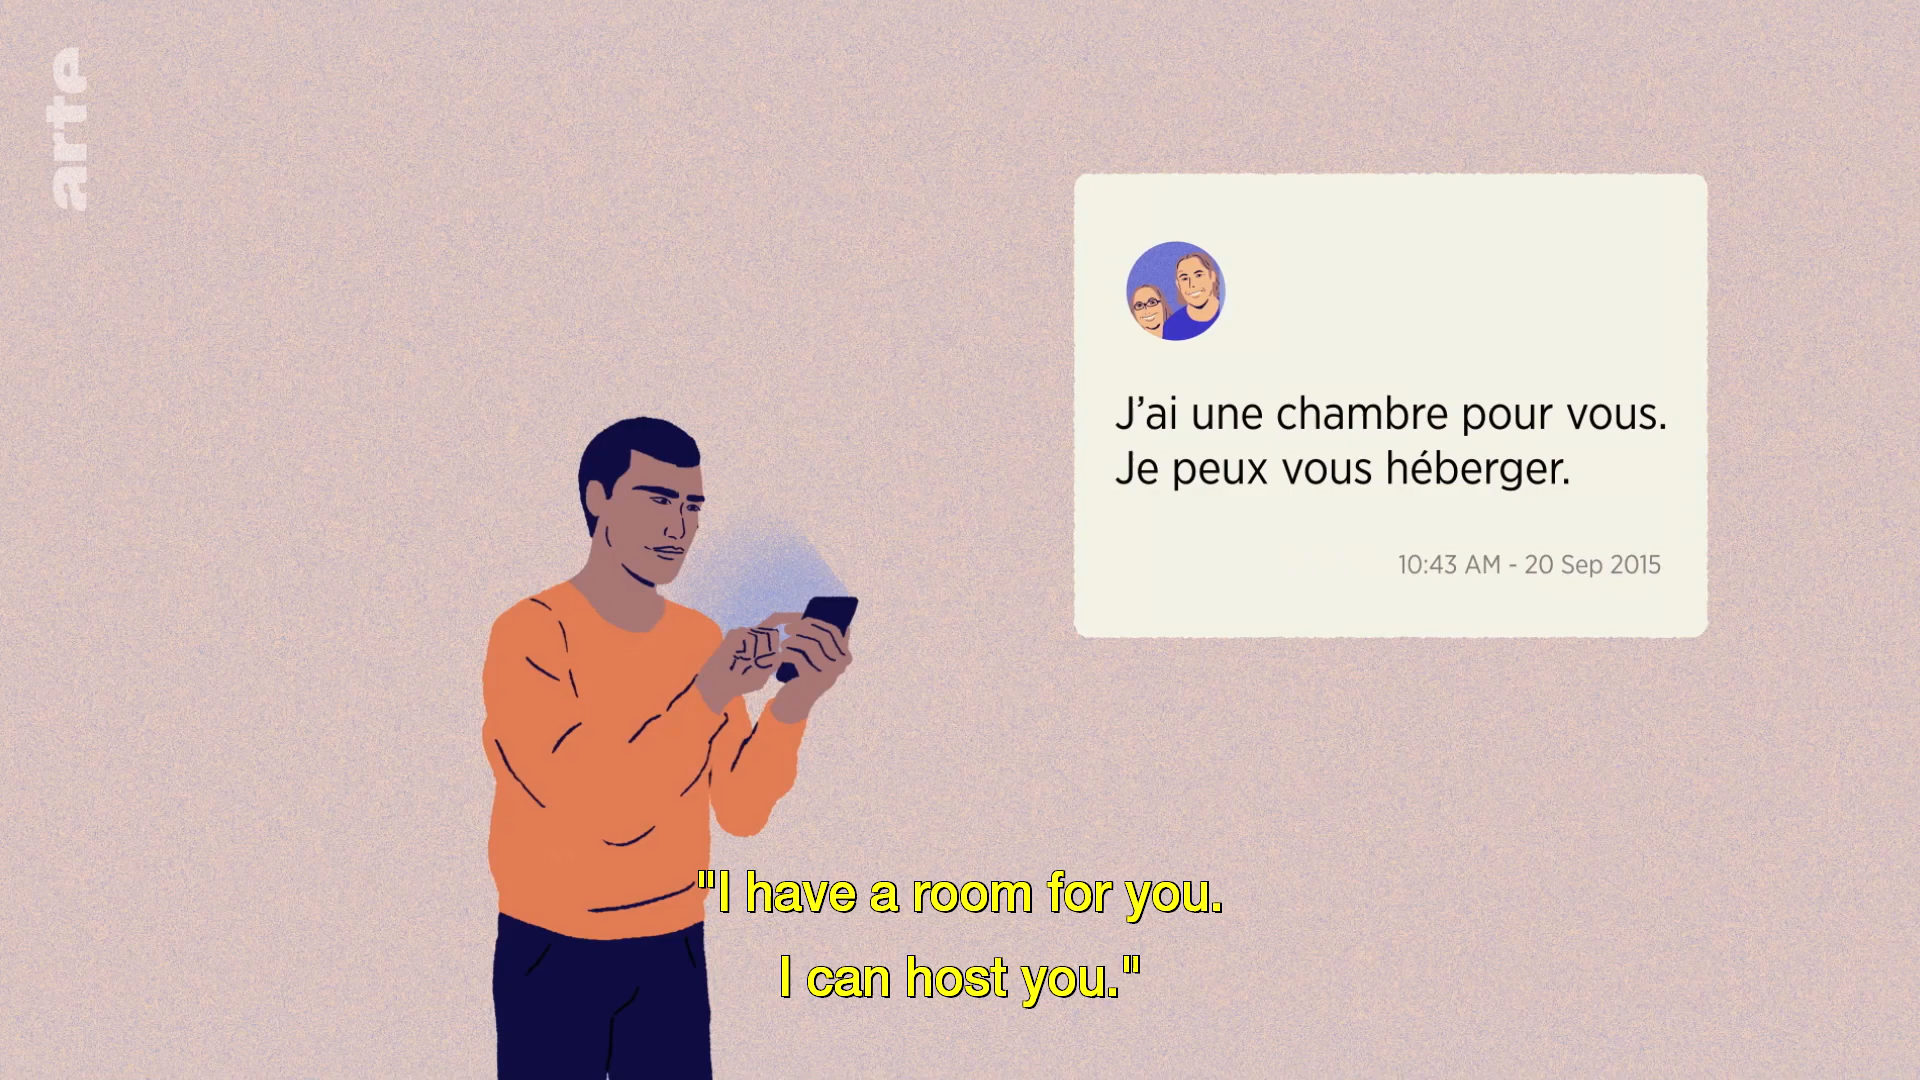 arte
J’ai une chambre pour vous.
Je peux vous héberger.
10:43 AM - 20 Sep 2015
"I have a room for you.
I can host you."